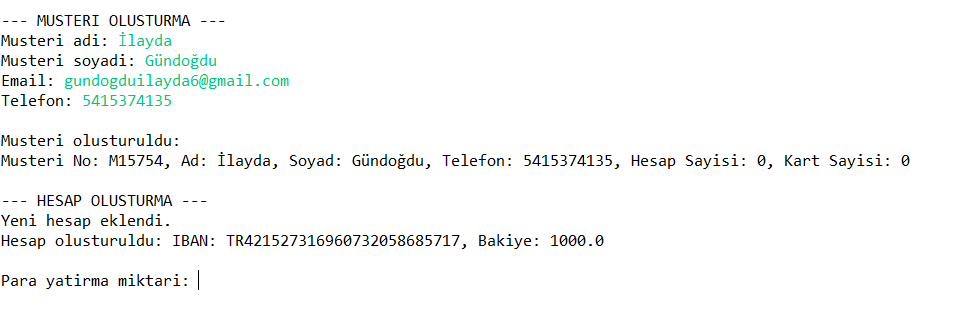 --- MUSTERI OLUSTURMA ---
Musteri adi: İlayda
Musteri soyadi: Gündoğdu
Email: gundogduilayda6@gmail.com
Telefon: 5415374135
Musteri olusturuldu:
Musteri No: M15754, Ad: İlayda, Soyad: Gündoğdu, Telefon: 5415374135, Hesap Sayisi: 0, Kart Sayisi: 0
--- HESAP OLUSTURMA ---
Yeni hesap eklendi.
Hesap olusturuldu: IBAN: TR421527316960732058685717, Bakiye: 1000.0
Para yatirma miktari: